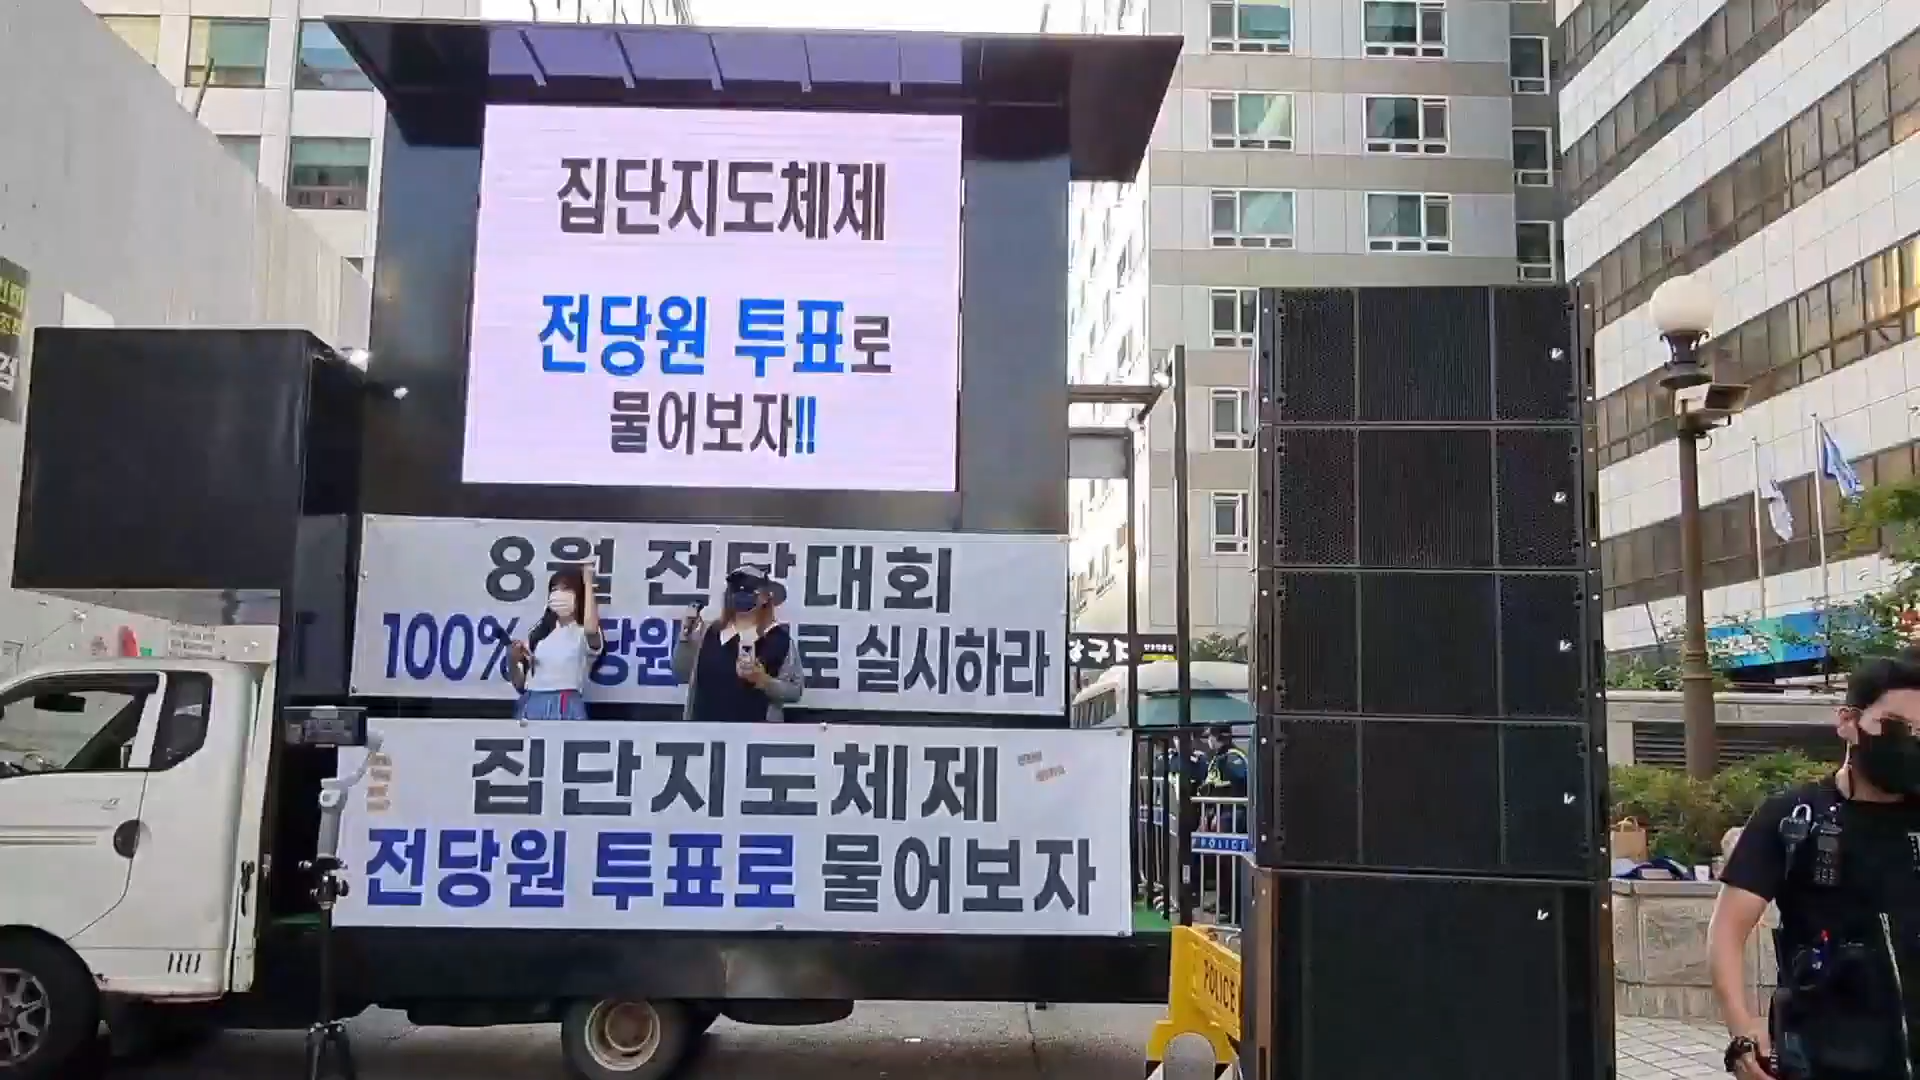 집단지도체제
전당원 투표로
물어보자!!
8월 전당대회
100% 당원 로 실시하라
집단지도체제
전당원 투표로 물어보자
POLICE
POLICE